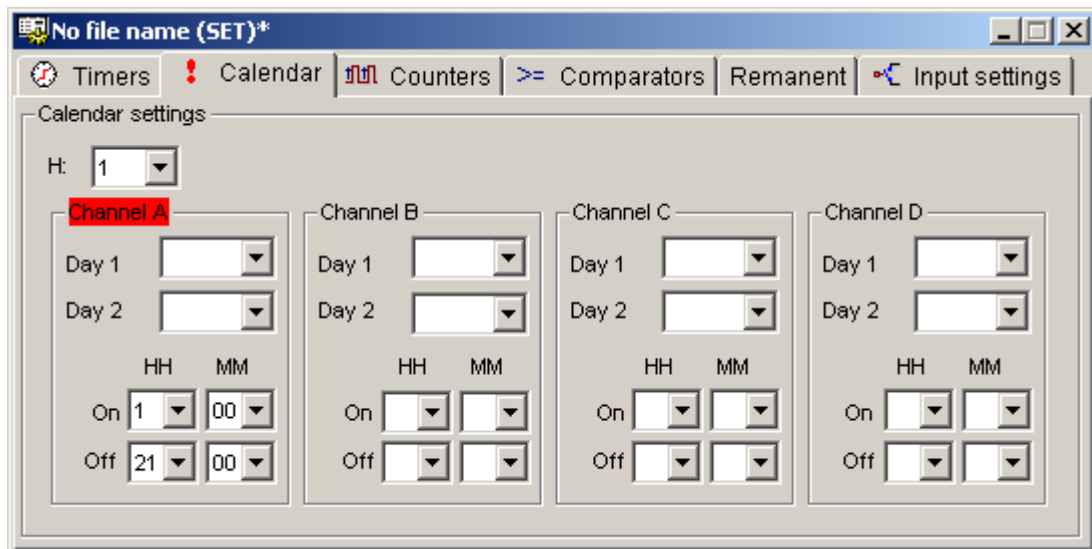 No file name (SET)*
Timers ! Calendar Counters >= Comparators Remanent Input settings
Calendar settings
H: 1
Channel A Channel B Channel C Channel D
Day 1 Day 1 Day 1 Day 1
Day 2 Day 2 Day 2 Day 2
HH MM HH MM HH MM HH MM
On 1 00 On On On
Off 21 00 Off Off Off